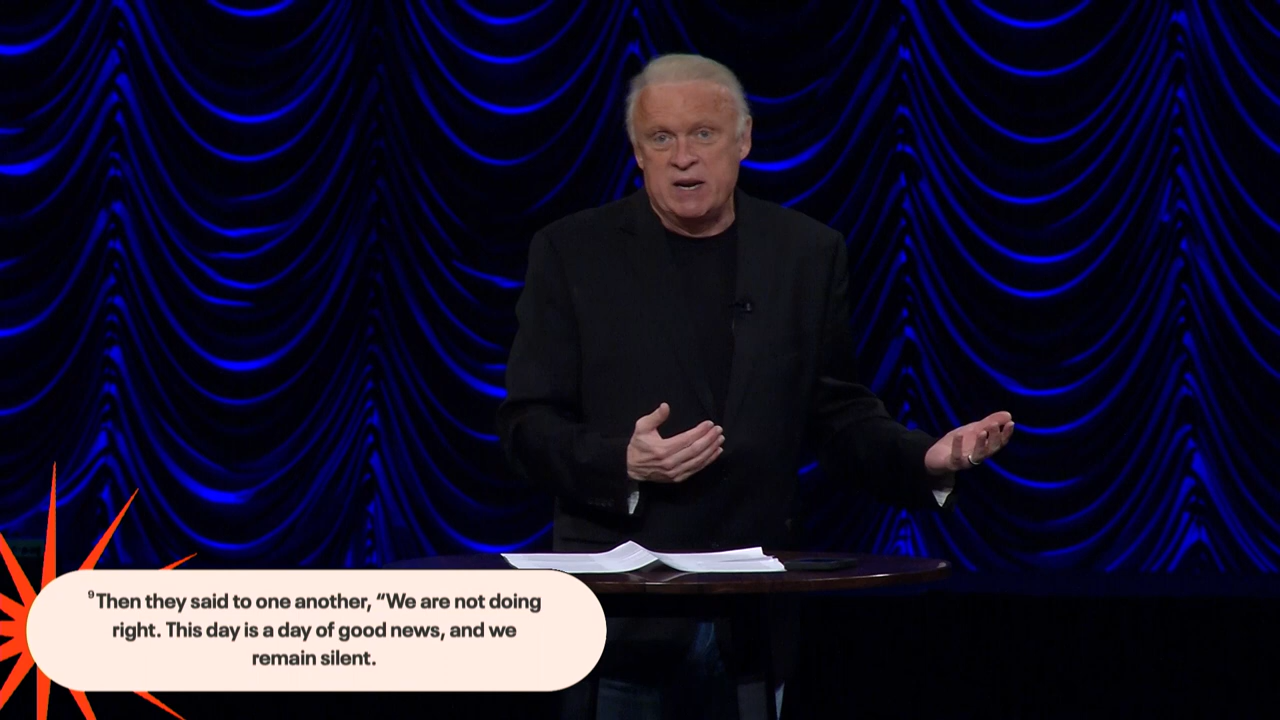 ⁹Then they said to one another, “We are not doing
right. This day is a day of good news, and we
remain silent.